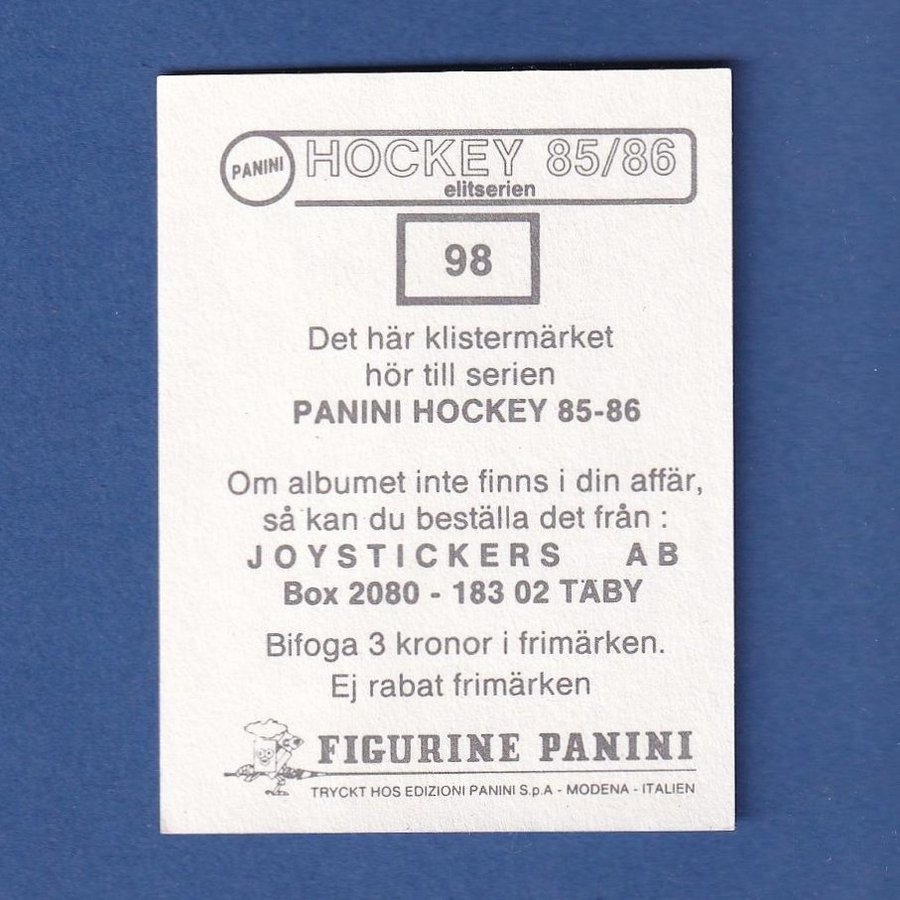 PANINI HOCKEY 85/86
elitserien
98
Det här klistermärket
hör till serien
PANINI HOCKEY 85-86
Om albumet inte finns i din affär,
så kan du beställa det från :
JOYSTICKERS AB
Box 2080 - 183 02 TÄBY
Bifoga 3 kronor i frimärken.
Ej rabat frimärken
FIGURINE PANINI
TRYCKT HOS EDIZIONI PANINI S.p.A - MODENA - ITALIEN